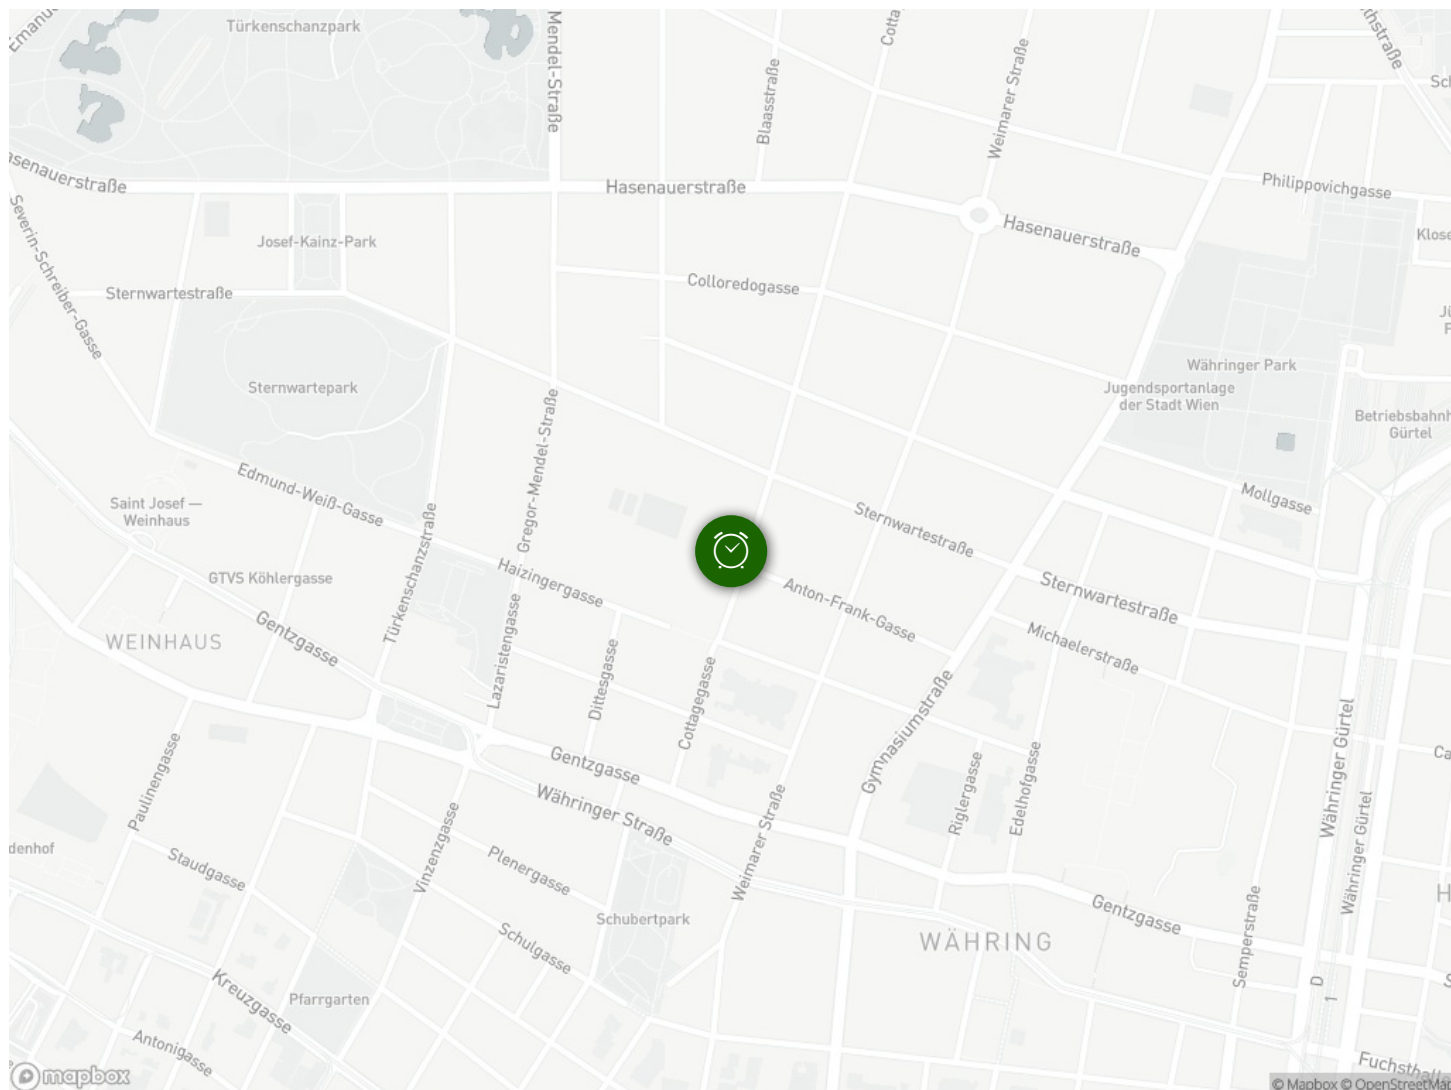 Türkenschanzpark
Mendel-Straße
Blaasstraße
Weimarer Straße
Hasenauerstraße
Hasenauerstraße
Philippovichgasse
Severin-Schreiber-Gasse
Josef-Kainz-Park
Sternwartestraße
Colloredogasse
Sternwartepark
Währinger Park
Jugendsportanlage
der Stadt Wien
Gürtel
Edmund-Weiß-Gasse
Gregor-Mendel-Straße
Türkenschanzstraße
Saint Josef —
Weinhaus
Sternwartestraße
Mollgasse
GTVS Köhlergasse
Haizingergasse
Anton-Frank-Gasse
Sternwartestraße
Michaelerstraße
WEINHAUS
Gentzgasse
Lazaristengasse
Dittesgasse
Cottagegasse
Gymnasiumstraße
Währinger Gürtel
Währinger Gürtel
Paulinengasse
Gentzgasse
Währinger Straße
Weimarer Straße
Riglergasse
Edelhofgasse
denhof
Staudgasse
Vinzenzgasse
Plenergasse
Schubertpark
Schulgasse
WÄHRING
Gentzgasse
Semperstraße
Kreuzgasse
Pfarrgarten
Antonigasse
D
1
mapbox
© Mapbox © OpenStreetMap